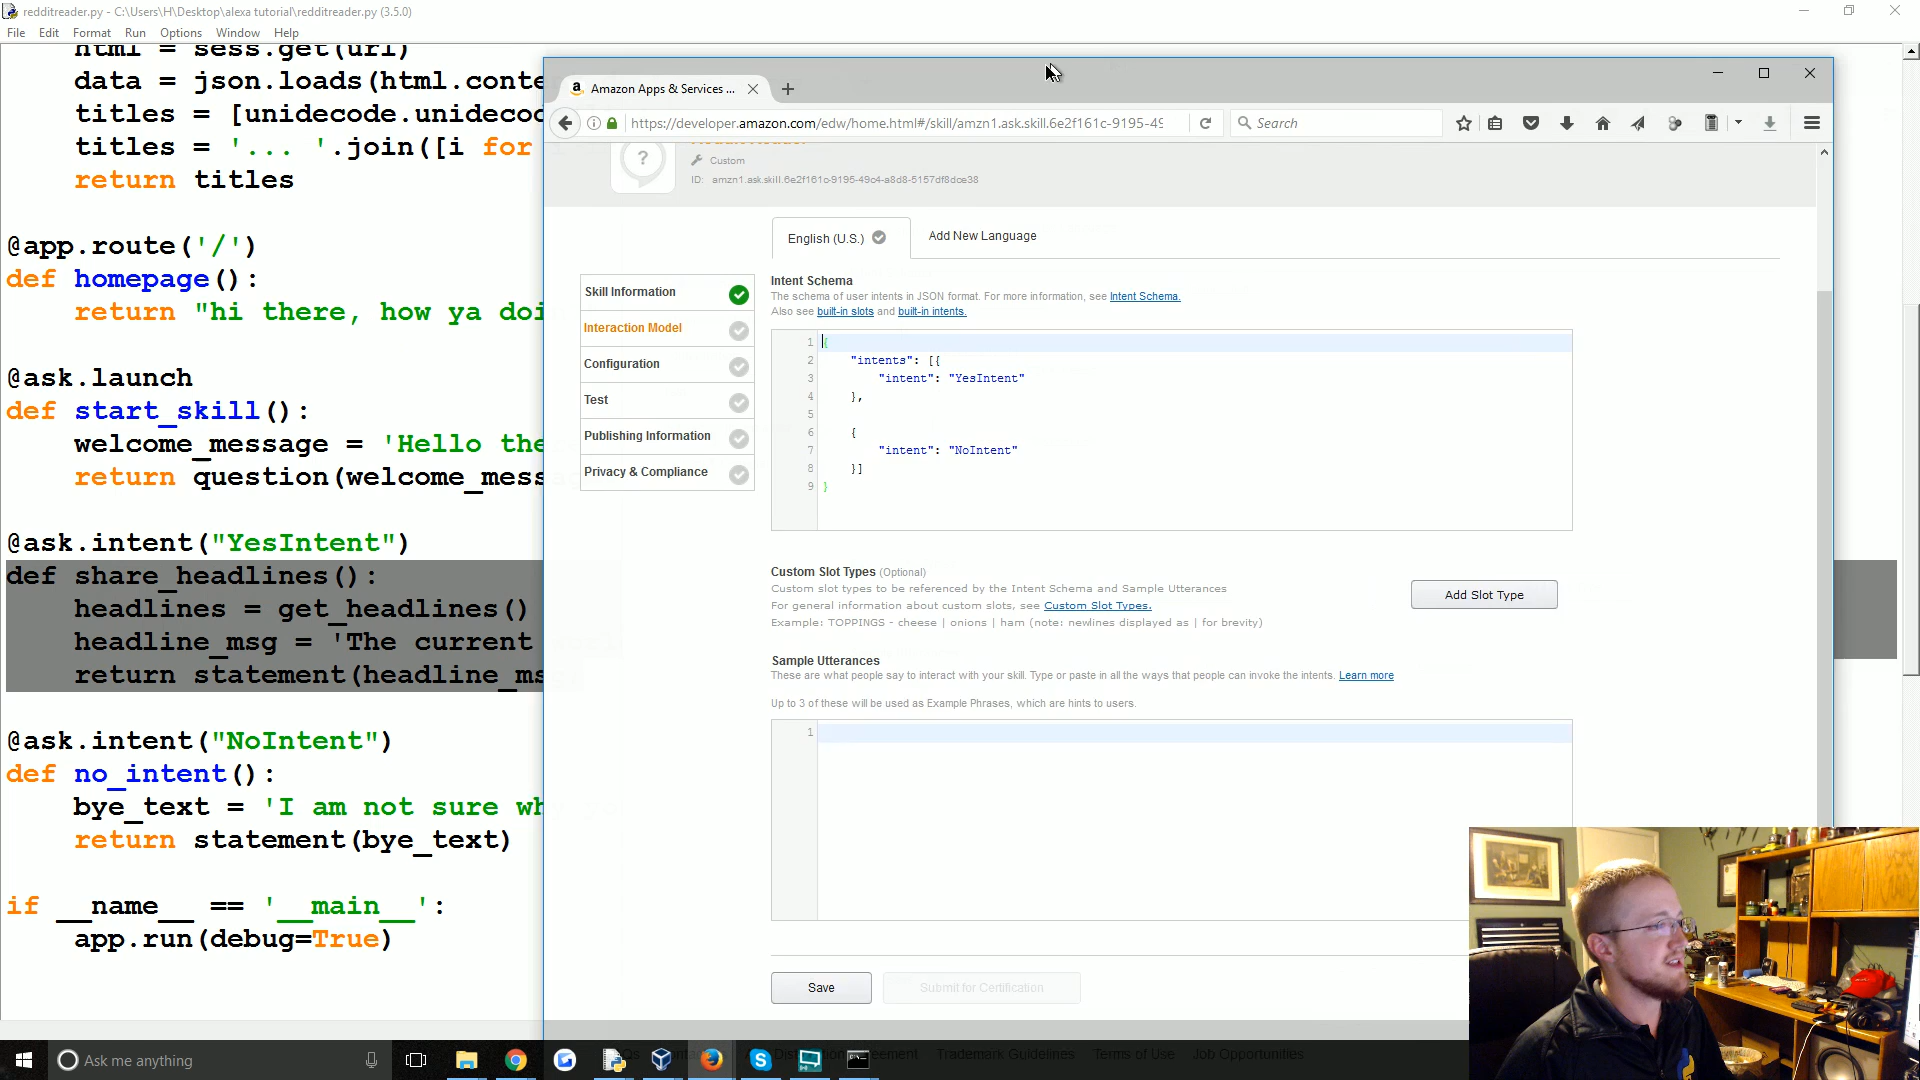 redditreader.py - C:\Users\H\Desktop\alexa tutorial\redditreader.py (3.5.0)
File Edit Format Run Options Window Help
html = sess.get(url)
data = json.loads(html.conte
titles = [unidecode.unidecod
titles = '... '.join([i for
return titles
@app.route('/')
def homepage():
return "hi there, how ya doi
@ask.launch
def start_skill():
welcome_message = 'Hello the
return question(welcome_mess
@ask.intent("YesIntent")
def share_headlines():
headlines = get_headlines()
headline_msg = 'The current
return statement(headline_ms
@ask.intent("NoIntent")
def no_intent():
bye_text = 'I am not sure wh
return statement(bye_text)
if __name__ == '__main__':
app.run(debug=True)
Amazon Apps & Services ...
https://developer.amazon.com/edw/home.html#/skill/amzn1.ask.skill.6e2f161c-9195-49
Search
Custom
ID: amzn1.ask.skill.6e2f161c-9195-49c4-a8d8-5157df8dce38
English (U.S.)
Add New Language
Skill Information
Interaction Model
Configuration
Test
Publishing Information
Privacy & Compliance
Intent Schema
The schema of user intents in JSON format. For more information, see Intent Schema.
Also see built-in slots and built-in intents.
1 {
2 "intents": [{
3 "intent": "YesIntent"
4 },
5
6 {
7 "intent": "NoIntent"
8 }]
9 }
Custom Slot Types (Optional)
Custom slot types to be referenced by the Intent Schema and Sample Utterances
For general information about custom slots, see Custom Slot Types.
Example: TOPPINGS - cheese | onions | ham (note: newlines displayed as | for brevity)
Add Slot Type
Sample Utterances
These are what people say to interact with your skill. Type or paste in all the ways that people can invoke the intents. Learn more
Up to 3 of these will be used as Example Phrases, which are hints to users.
1
Save
Submit for Certification
Trademark Guidelines Terms of Use Job Opportunities
Ask me anything